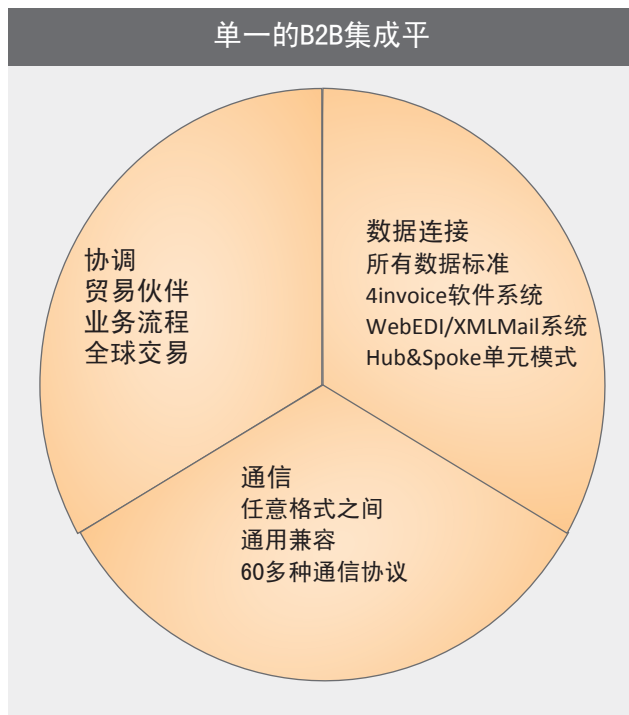 单一的B2B集成平
协调
贸易伙伴
业务流程
全球交易
数据连接
所有数据标准
4invoice软件系统
WebEDI/XMLMail系统
Hub&Spoke单元模式
通信
任意格式之间
通用兼容
60多种通信协议